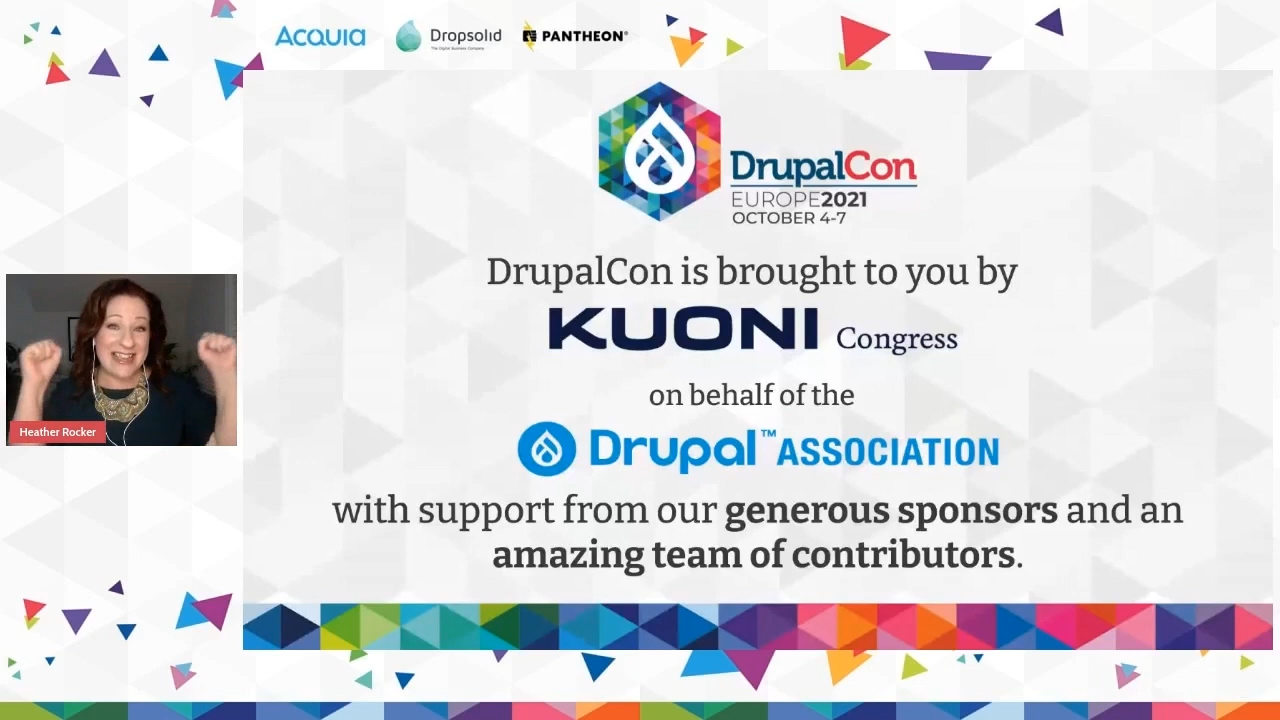 ACQUIA
Dropsolid
The Digital Business Company
PANTHEON®
DrupalCon
EUROPE2021
OCTOBER 4-7
DrupalCon is brought to you by
KUONI Congress
on behalf of the
Drupal™ ASSOCIATION
with support from our generous sponsors and an
amazing team of contributors.
Heather Rocker